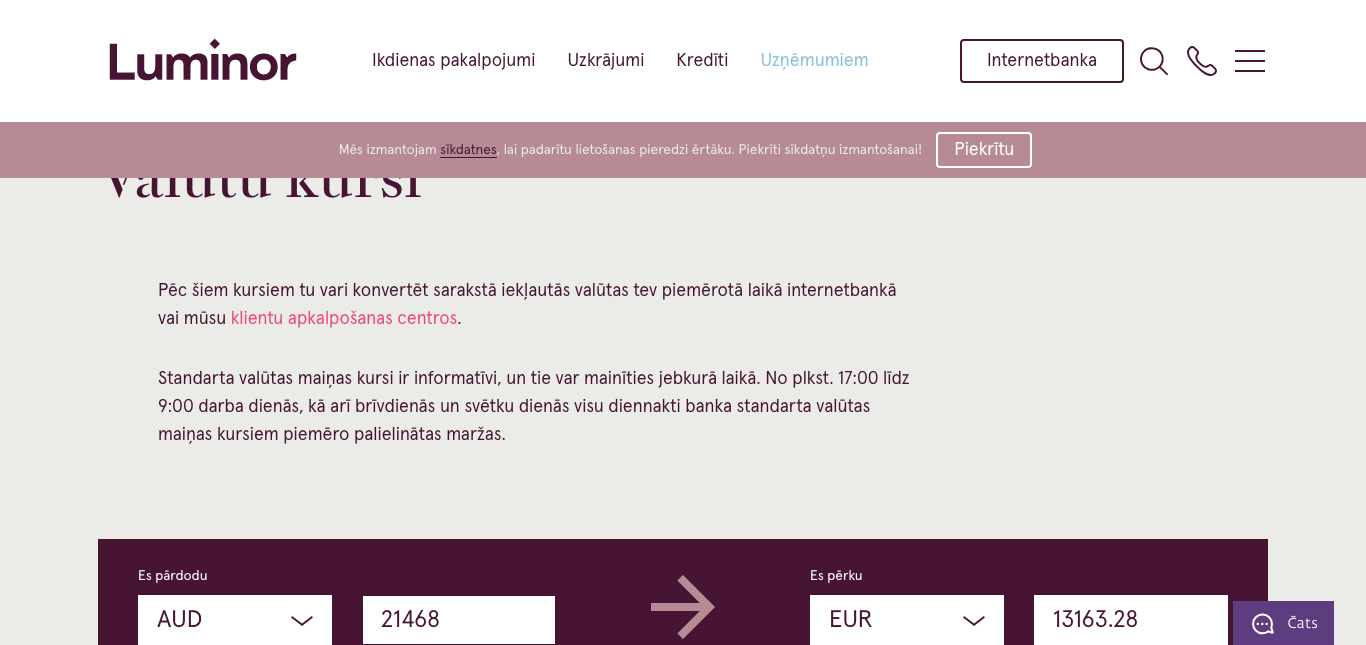 Luminor
Ikdienas pakalpojumi
Uzkrājumi
Kredīti
Uzņēmumiem
Internetbanka
Mēs izmantojam sīkdatnes, lai padarītu lietošanas pieredzi ērtāku. Piekrīti sīkdatņu izmantošanai!
Piekrītu
Valūtu kursi
Pēc šiem kursiem tu vari konvertēt sarakstā iekļautās valūtas tev piemērotā laikā internetbankā
vai mūsu klientu apkalpošanas centros.
Standarta valūtas maiņas kursi ir informatīvi, un tie var mainīties jebkurā laikā. No plkst. 17:00 līdz
9:00 darba dienās, kā arī brīvdienās un svētku dienās visu diennakti banka standarta valūtas
maiņas kursiem piemēro palielinātas maržas.
Es pārdodu
AUD
21468
Es pērku
EUR
13163.28
Čats